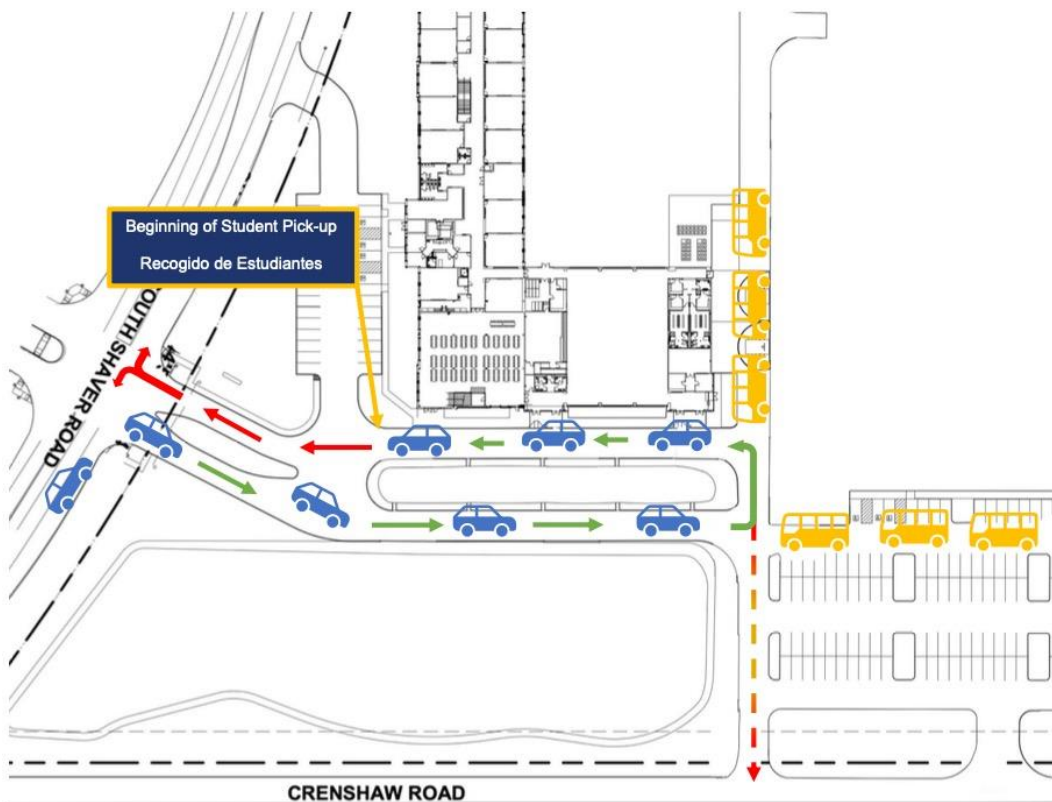 Beginning of Student Pick-up
Recogido de Estudiantes
SOUTH SHAVER ROAD
CRENSHAW ROAD